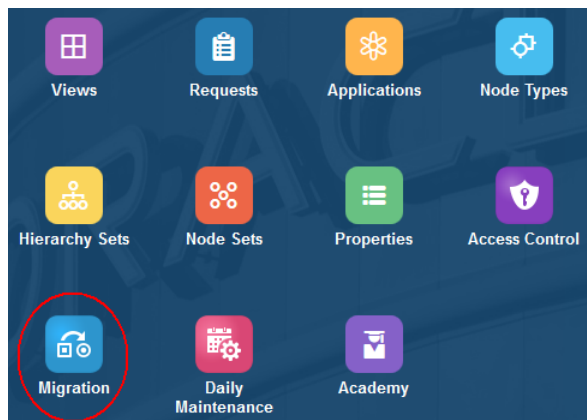 Views
Requests
Applications
Node Types
Hierarchy Sets
Node Sets
Properties
Access Control
Migration
Daily
Maintenance
Academy